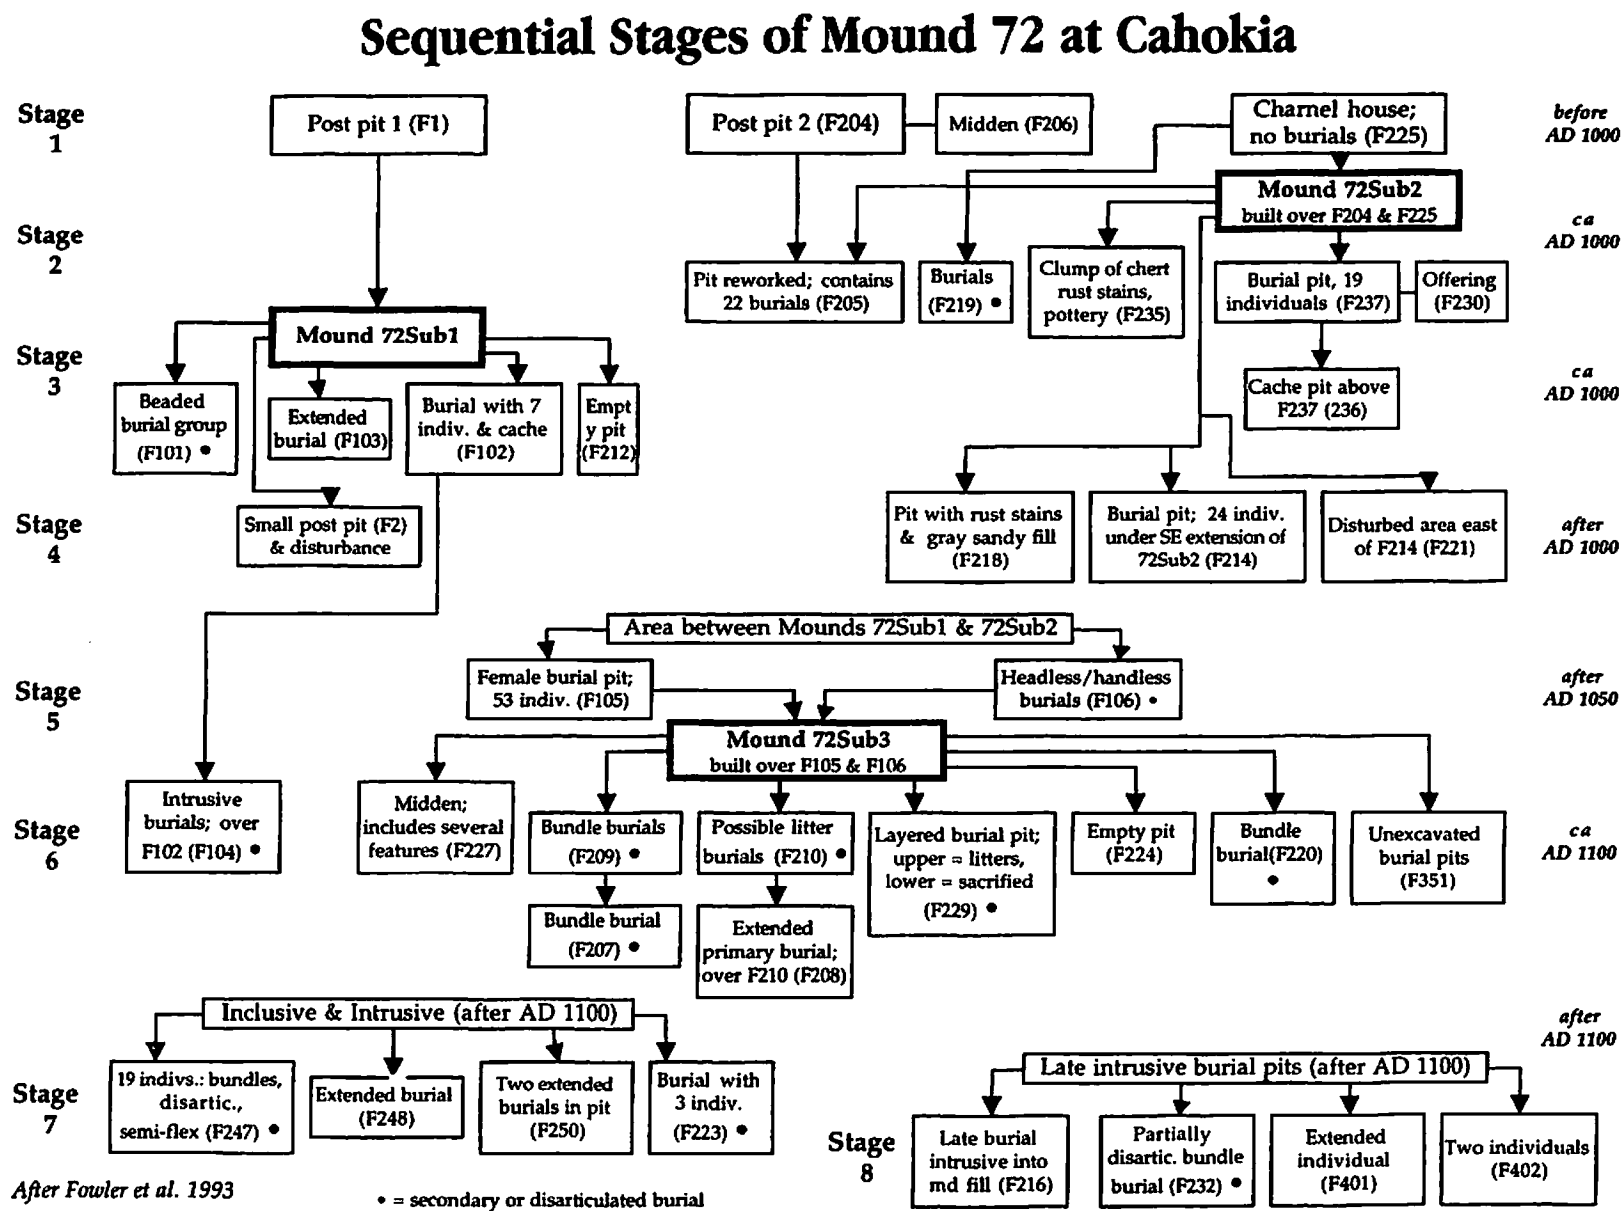 Sequential Stages of Mound 72 at Cahokia
Stage
1
Post pit 1 (F1)
Post pit 2 (F204)
Midden (F206)
Charnel house;
no burials (F225)
before
AD 1000
Mound 72Sub2
built over F204 & F225
Stage
2
ca
AD 1000
Pit reworked; contains
22 burials (F205)
Burials
(F219) •
Clump of chert
rust stains,
pottery (F235)
Burial pit, 19
individuals (F237)
Offering
(F230)
Mound 72Sub1
Stage
3
ca
AD 1000
Beaded
burial group
(F101) •
Extended
burial (F103)
Burial with 7
indiv. & cache
(F102)
Empt
y pit
(F212)
Cache pit above
F237 (236)
Stage
4
Small post pit (F2)
& disturbance
Pit with rust stains
& gray sandy fill
(F218)
Burial pit; 24 indiv.
under SE extension of
72Sub2 (F214)
Disturbed area east
of F214 (F221)
after
AD 1000
Area between Mounds 72Sub1 & 72Sub2
Stage
5
Female burial pit;
53 indiv. (F105)
Headless/handless
burials (F106) •
after
AD 1050
Mound 72Sub3
built over F105 & F106
Stage
6
Intrusive
burials; over
F102 (F104) •
Midden;
includes several
features (F227)
Bundle burials
(F209) •
Possible litter
burials (F210) •
Layered burial pit;
upper = litters,
lower = sacrified
(F229) •
Empty pit
(F224)
Bundle
burial(F220)
•
Unexcavated
burial pits
(F351)
ca
AD 1100
Bundle burial
(F207) •
Extended
primary burial;
over F210 (F208)
Inclusive & Intrusive (after AD 1100)
after
AD 1100
Stage
7
19 indivs.: bundles,
disartic.,
semi-flex (F247) •
Extended burial
(F248)
Two extended
burials in pit
(F250)
Burial with
3 indiv.
(F223) •
Late intrusive burial pits (after AD 1100)
Stage
8
Late burial
intrusive into
md fill (F216)
Partially
disartic. bundle
burial (F232) •
Extended
individual
(F401)
Two individuals
(F402)
After Fowler et al. 1993
• = secondary or disarticulated burial